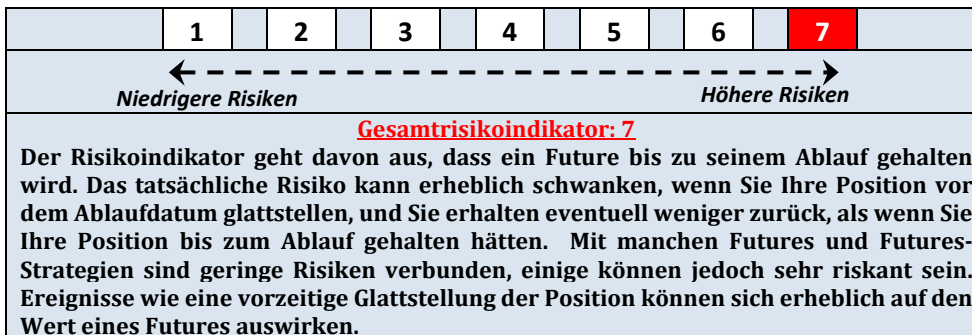 1 2 3 4 5 6 7
Niedrigere Risiken Höhere Risiken
Gesamtrisikoindikator: 7
Der Risikoindikator geht davon aus, dass ein Future bis zu seinem Ablauf gehalten
wird. Das tatsächliche Risiko kann erheblich schwanken, wenn Sie Ihre Position vor
dem Ablaufdatum glattstellen, und Sie erhalten eventuell weniger zurück, als wenn Sie
Ihre Position bis zum Ablauf gehalten hätten. Mit manchen Futures und Futures-
Strategien sind geringe Risiken verbunden, einige können jedoch sehr riskant sein.
Ereignisse wie eine vorzeitige Glattstellung der Position können sich erheblich auf den
Wert eines Futures auswirken.